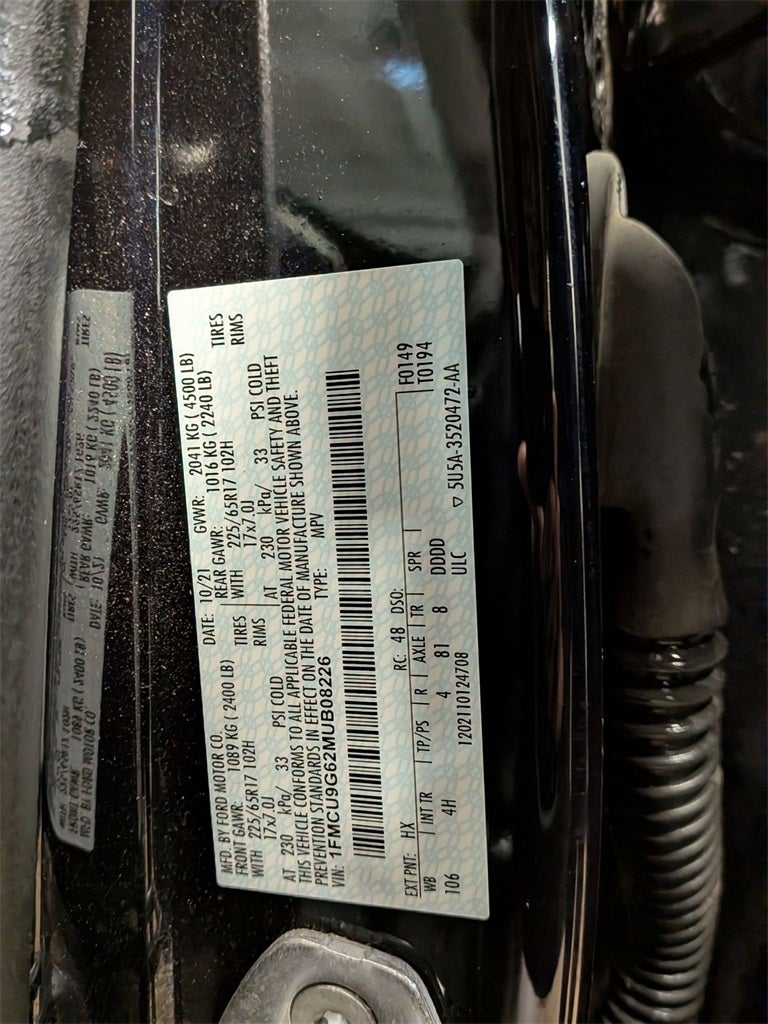 MFD. BY FORD MOTOR CO.
DATE: 10/21 GVWR: 2041 KG ( 4500 LB)
FRONT GAWR: 1089 KG ( 2400 LB)
REAR GAWR: 1016 KG ( 2240 LB)
WITH 225/65R17 102H TIRES
WITH 225/65R17 102H TIRES
17x7.0J RIMS
17x7.0J RIMS
AT 230 kPa/ 33 PSI COLD
AT 230 kPa/ 33 PSI COLD
THIS VEHICLE CONFORMS TO ALL APPLICABLE FEDERAL MOTOR VEHICLE SAFETY AND THEFT
PREVENTION STANDARDS IN EFFECT ON THE DATE OF MANUFACTURE SHOWN ABOVE.
VIN: 1FMCU9G62MUB08226 TYPE: MPV
EXT PNT: HX RC: 48 DSO: F0149
WB INT TR TP/PS R AXLE TR SPR T0194
106 4H 4 81 8 DDDD
1202110124708 ULC ▽ 5U5A-3520472-AA